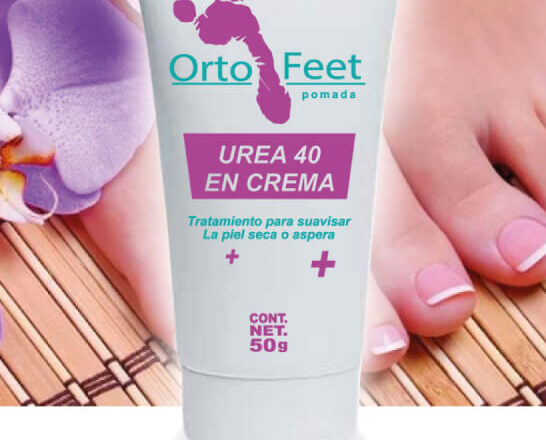 Orto Feet
pomada
UREA 40
EN CREMA
Tratamiento para suavisar
La piel seca o aspera
CONT.
NET.
50g